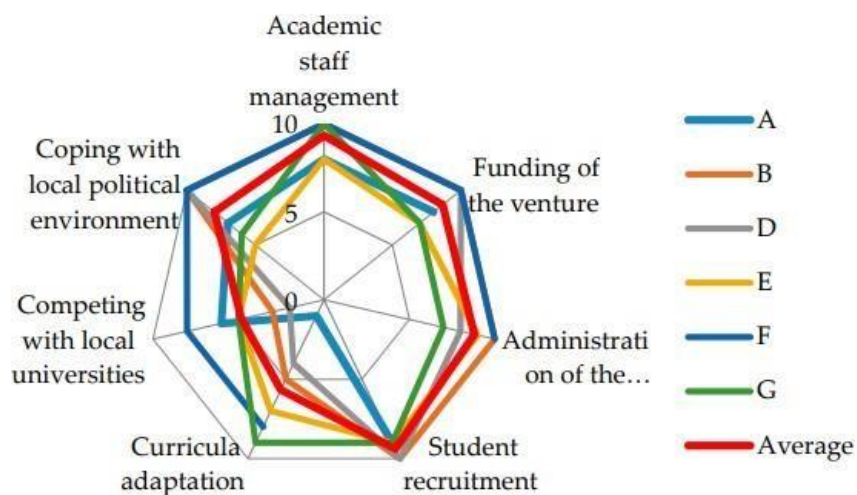 Academic
staff
management
10
5
0
Funding of
the venture
Administrati
on of the…
Student
recruitment
Curricula
adaptation
Competing
with local
universities
Coping with
local political
environment
A
B
D
E
F
G
Average